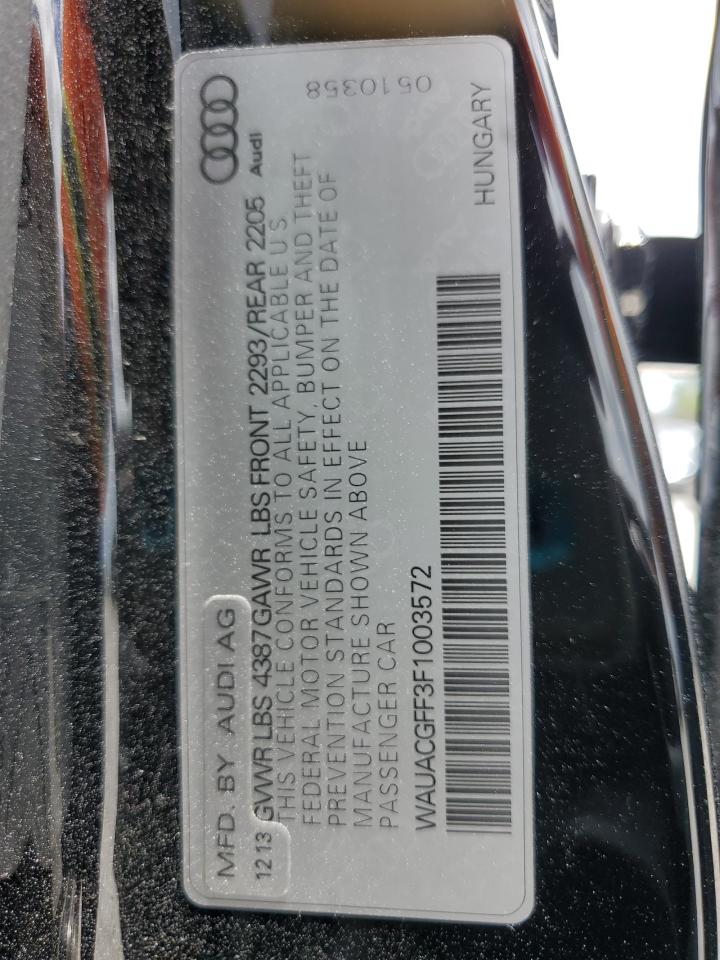 MFD. BY AUDI AG
12 13 GVWR LBS 4387 GAWR LBS FRONT 2293/REAR 2205
Audi
THIS VEHICLE CONFORMS TO ALL APPLICABLE U.S.
FEDERAL MOTOR VEHICLE SAFETY, BUMPER AND THEFT
PREVENTION STANDARDS IN EFFECT ON THE DATE OF
MANUFACTURE SHOWN ABOVE
PASSENGER CAR
WAUACGFF3F1003572
HUNGARY
0510358